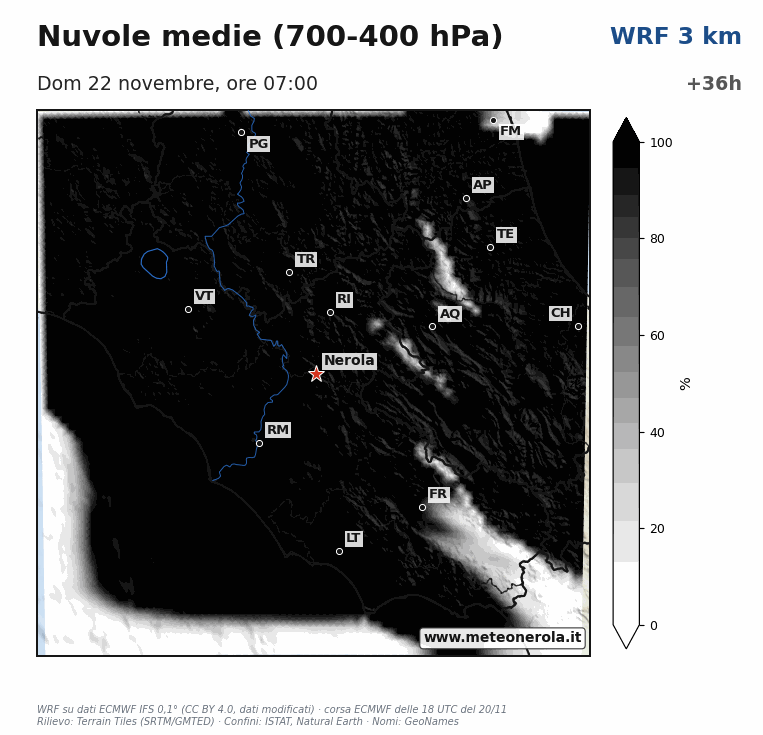 Nuvole medie (700-400 hPa)
WRF 3 km
Dom 22 novembre, ore 07:00
+36h
FM
PG
AP
TE
TR
VT
RI
AQ
CH
Nerola
RM
FR
LT
www.meteonerola.it
100
80
60
40
20
0
%
WRF su dati ECMWF IFS 0,1° (CC BY 4.0, dati modificati) · corsa ECMWF delle 18 UTC del 20/11
Rilievo: Terrain Tiles (SRTM/GMTED) · Confini: ISTAT, Natural Earth · Nomi: GeoNames